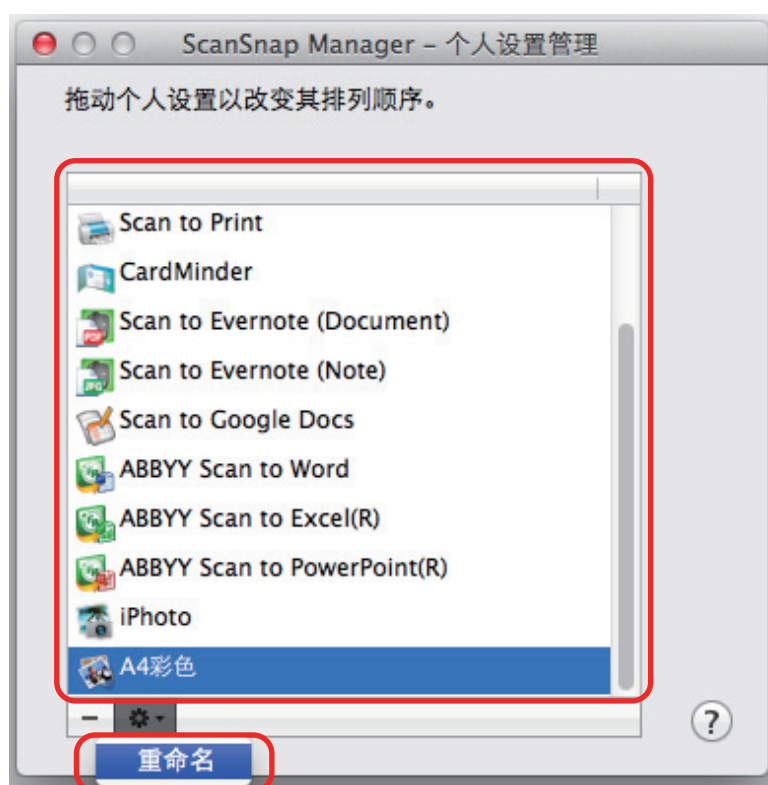 ScanSnap Manager – 个人设置管理
拖动个人设置以改变其排列顺序。
Scan to Print
CardMinder
Scan to Evernote (Document)
PDF
Scan to Evernote (Note)
JPG
Scan to Google Docs
ABBYY Scan to Word
ABBYY Scan to Excel(R)
ABBYY Scan to PowerPoint(R)
iPhoto
A4彩色
?
重命名